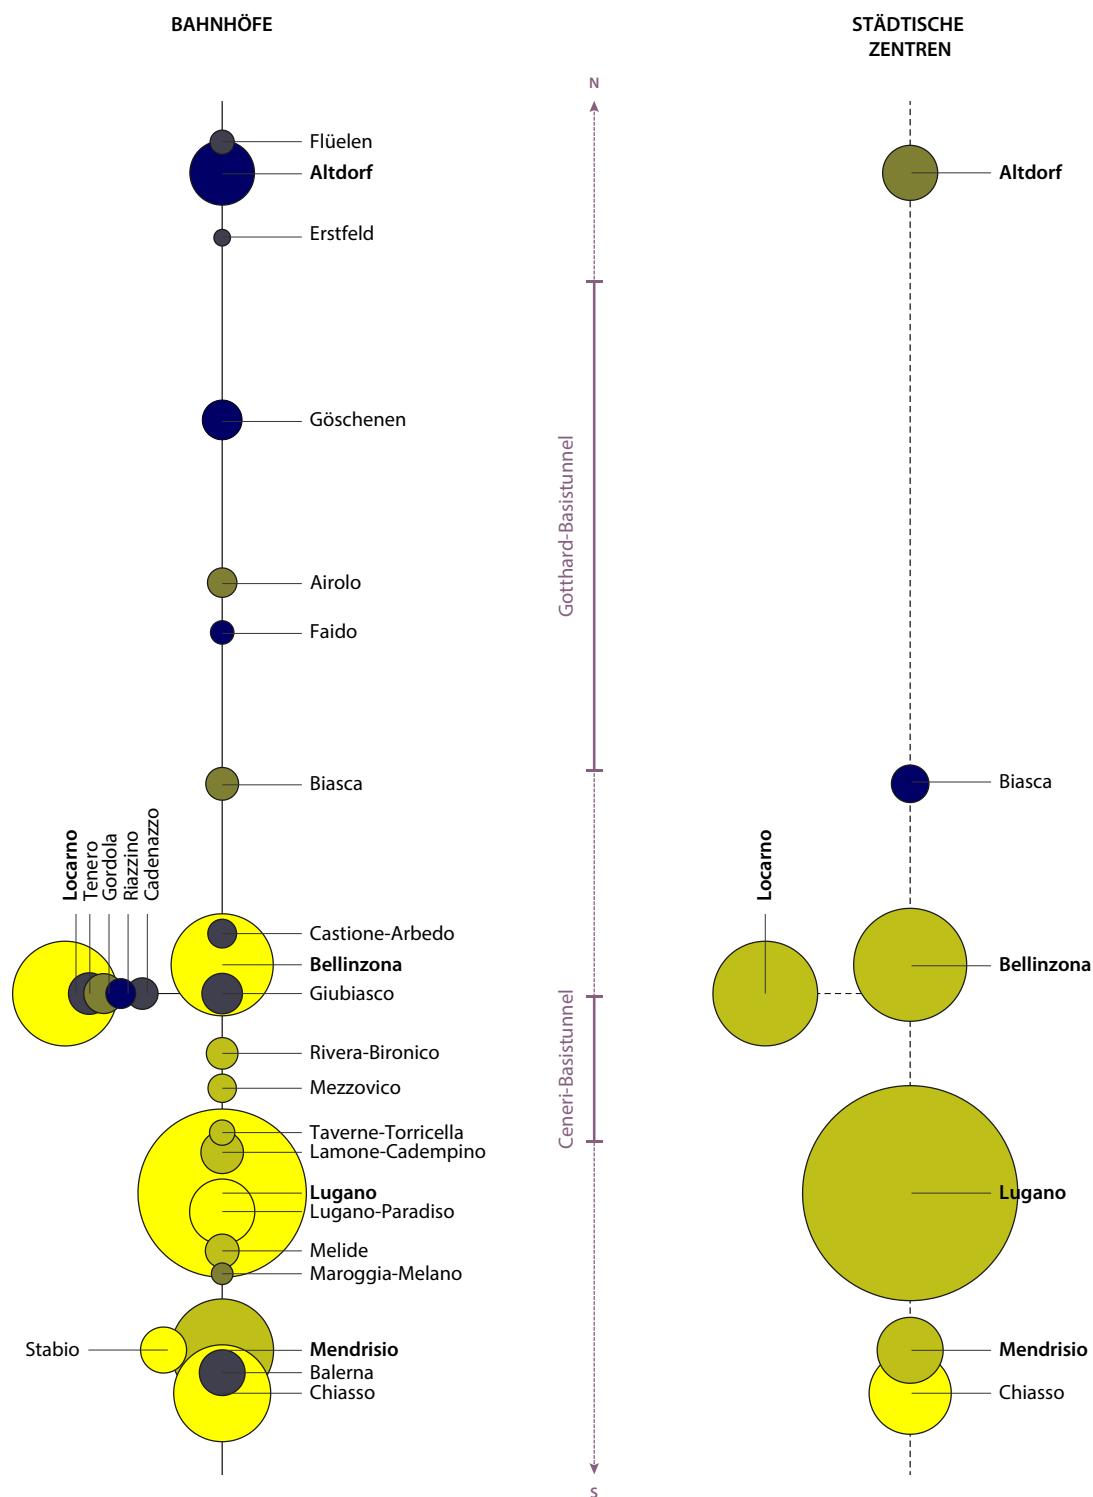 BAHNHÖFE
STÄDTISCHE
ZENTREN
N
Flüelen
Altdorf
Erstfeld
Göschenen
Airolo
Faido
Biasca
Locarno
Tenero
Gordola
Riazzino
Cadenazzo
Castione-Arbedo
Bellinzona
Giubiasco
Rivera-Bironico
Mezzovico
Taverne-Torricella
Lamone-Cadempino
Lugano
Lugano-Paradiso
Melide
Maroggia-Melano
Stabio
Mendrisio
Balerna
Chiasso
Gotthard-Basistunnel
Ceneri-Basistunnel
S
Altdorf
Biasca
Locarno
Bellinzona
Lugano
Mendrisio
Chiasso